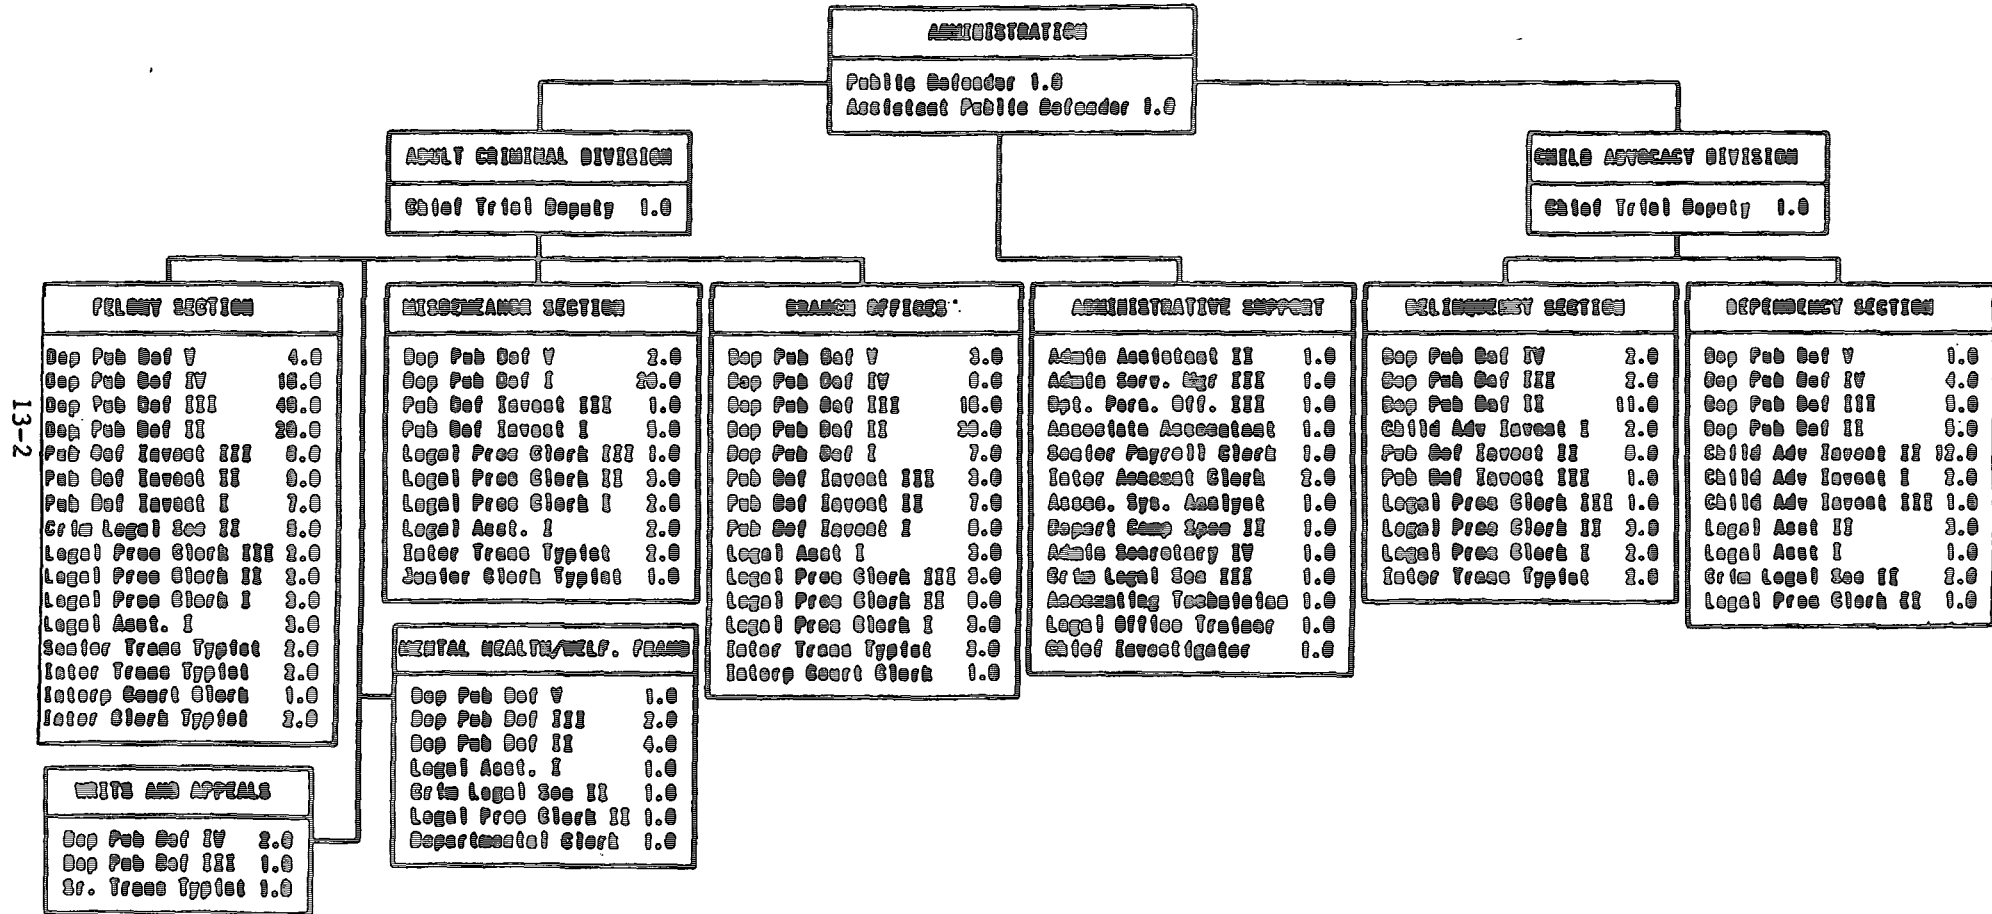 ADMINISTRATION
Public Defender 1.0
Assistant Public Defender 1.0
ADULT CRIMINAL DIVISION
Chief Trial Deputy 1.0
CHILD ADVOCACY DIVISION
Chief Trial Deputy 1.0
FELONY SECTION
Dep Pub Def V 4.0
Dep Pub Def IV
Dep Pub Def III
Dep Pub Def II
Pub Def Invest III
Pub Def Invest II
Pub Def Invest I 7.0
Crim Legal Sec II
Legal Proc Clerk III 2.0
Legal Proc Clerk II
Legal Proc Clerk I
Legal Asst. I 3.0
Senior Trans Typist 2.0
Inter Trans Typist 2.0
Interp Court Clerk 1.0
Inter Clerk Typist 2.0
WRITS AND APPEALS
Dep Pub Def IV 2.0
Dep Pub Def III 1.0
Sr. Trans Typist 1.0
MISDEMEANOR SECTION
Dep Pub Def V 2.0
Dep Pub Def I
Pub Def Invest III 1.0
Pub Def Invest I
Legal Proc Clerk III 1.0
Legal Proc Clerk II 3.0
Legal Proc Clerk I 2.0
Legal Asst. I 2.0
Inter Trans Typist 2.0
Junior Clerk Typist 1.0
MENTAL HEALTH/WELF. FRAUD
Dep Pub Def V 1.0
Dep Pub Def III 2.0
Dep Pub Def II 4.0
Legal Asst. I 1.0
Crim Legal Sec II 1.0
Legal Proc Clerk II 1.0
Departmental Clerk 1.0
BRANCH OFFICES
Dep Pub Def V 3.0
Dep Pub Def IV
Dep Pub Def III
Dep Pub Def II
Dep Pub Def I 7.0
Pub Def Invest III 3.0
Pub Def Invest II 7.0
Pub Def Invest I
Legal Asst I 3.0
Legal Proc Clerk III 3.0
Legal Proc Clerk II
Legal Proc Clerk I 3.0
Inter Trans Typist
Interp Court Clerk 1.0
ADMINISTRATIVE SUPPORT
Admin Assistant II 1.0
Admin Serv. Mgr III 1.0
Dpt. Pers. Off. III 1.0
Associate Accountant 1.0
Senior Payroll Clerk 1.0
Inter Account Clerk 2.0
Assoc. Sys. Analyst 1.0
Depart Comp Spec II 1.0
Admin Secretary IV 1.0
Crim Legal Sec III 1.0
Accounting Technician 1.0
Legal Office Trainer 1.0
Chief Investigator 1.0
DELINQUENCY SECTION
Dep Pub Def IV 2.0
Dep Pub Def III 2.0
Dep Pub Def II 11.0
Child Adv Invest I 2.0
Pub Def Invest II
Pub Def Invest III 1.0
Legal Proc Clerk III 1.0
Legal Proc Clerk II 3.0
Legal Proc Clerk I 2.0
Inter Trans Typist 2.0
DEPENDENCY SECTION
Dep Pub Def V 1.0
Dep Pub Def IV 4.0
Dep Pub Def III
Dep Pub Def II
Child Adv Invest II 12.0
Child Adv Invest I 2.0
Child Adv Invest III 1.0
Legal Asst II
Legal Asst I 1.0
Crim Legal Sec II 2.0
Legal Proc Clerk II 1.0
13-2